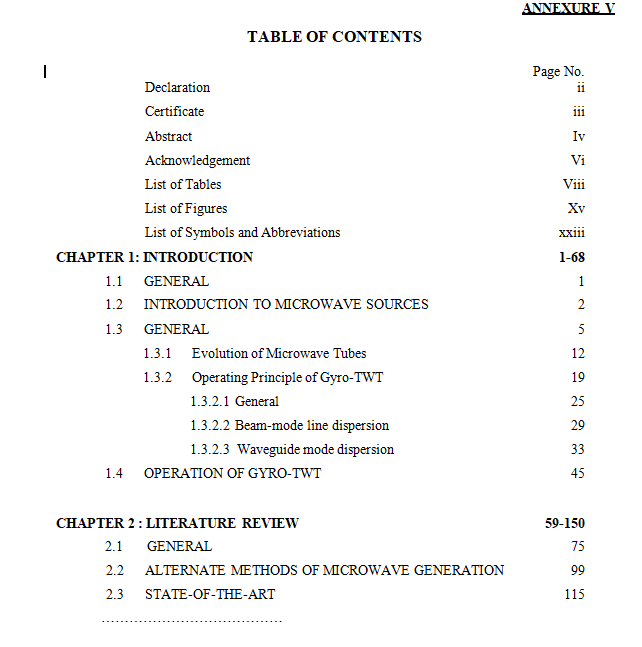 ANNEXURE V
TABLE OF CONTENTS
Page No.
Declaration ii
Certificate iii
Abstract Iv
Acknowledgement Vi
List of Tables Viii
List of Figures Xv
List of Symbols and Abbreviations xxiii
CHAPTER 1: INTRODUCTION 1-68
1.1 GENERAL 1
1.2 INTRODUCTION TO MICROWAVE SOURCES 2
1.3 GENERAL 5
1.3.1 Evolution of Microwave Tubes 12
1.3.2 Operating Principle of Gyro-TWT 19
1.3.2.1 General 25
1.3.2.2 Beam-mode line dispersion 29
1.3.2.3 Waveguide mode dispersion 33
1.4 OPERATION OF GYRO-TWT 45
CHAPTER 2 : LITERATURE REVIEW 59-150
2.1 GENERAL 75
2.2 ALTERNATE METHODS OF MICROWAVE GENERATION 99
2.3 STATE-OF-THE-ART 115
.......................................